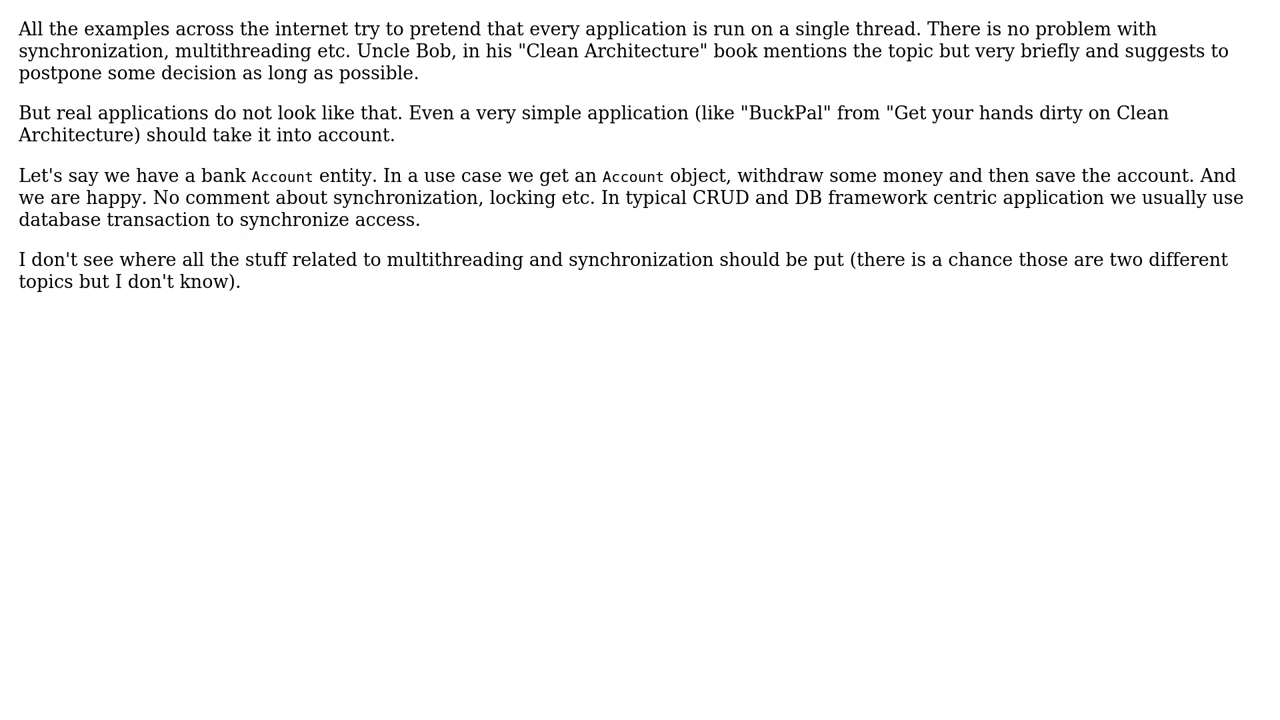 All the examples across the internet try to pretend that every application is run on a single thread. There is no problem with
synchronization, multithreading etc. Uncle Bob, in his "Clean Architecture" book mentions the topic but very briefly and suggests to
postpone some decision as long as possible.
But real applications do not look like that. Even a very simple application (like "BuckPal" from "Get your hands dirty on Clean
Architecture) should take it into account.
Let's say we have a bank Account entity. In a use case we get an Account object, withdraw some money and then save the account. And
we are happy. No comment about synchronization, locking etc. In typical CRUD and DB framework centric application we usually use
database transaction to synchronize access.
I don't see where all the stuff related to multithreading and synchronization should be put (there is a chance those are two different
topics but I don't know).